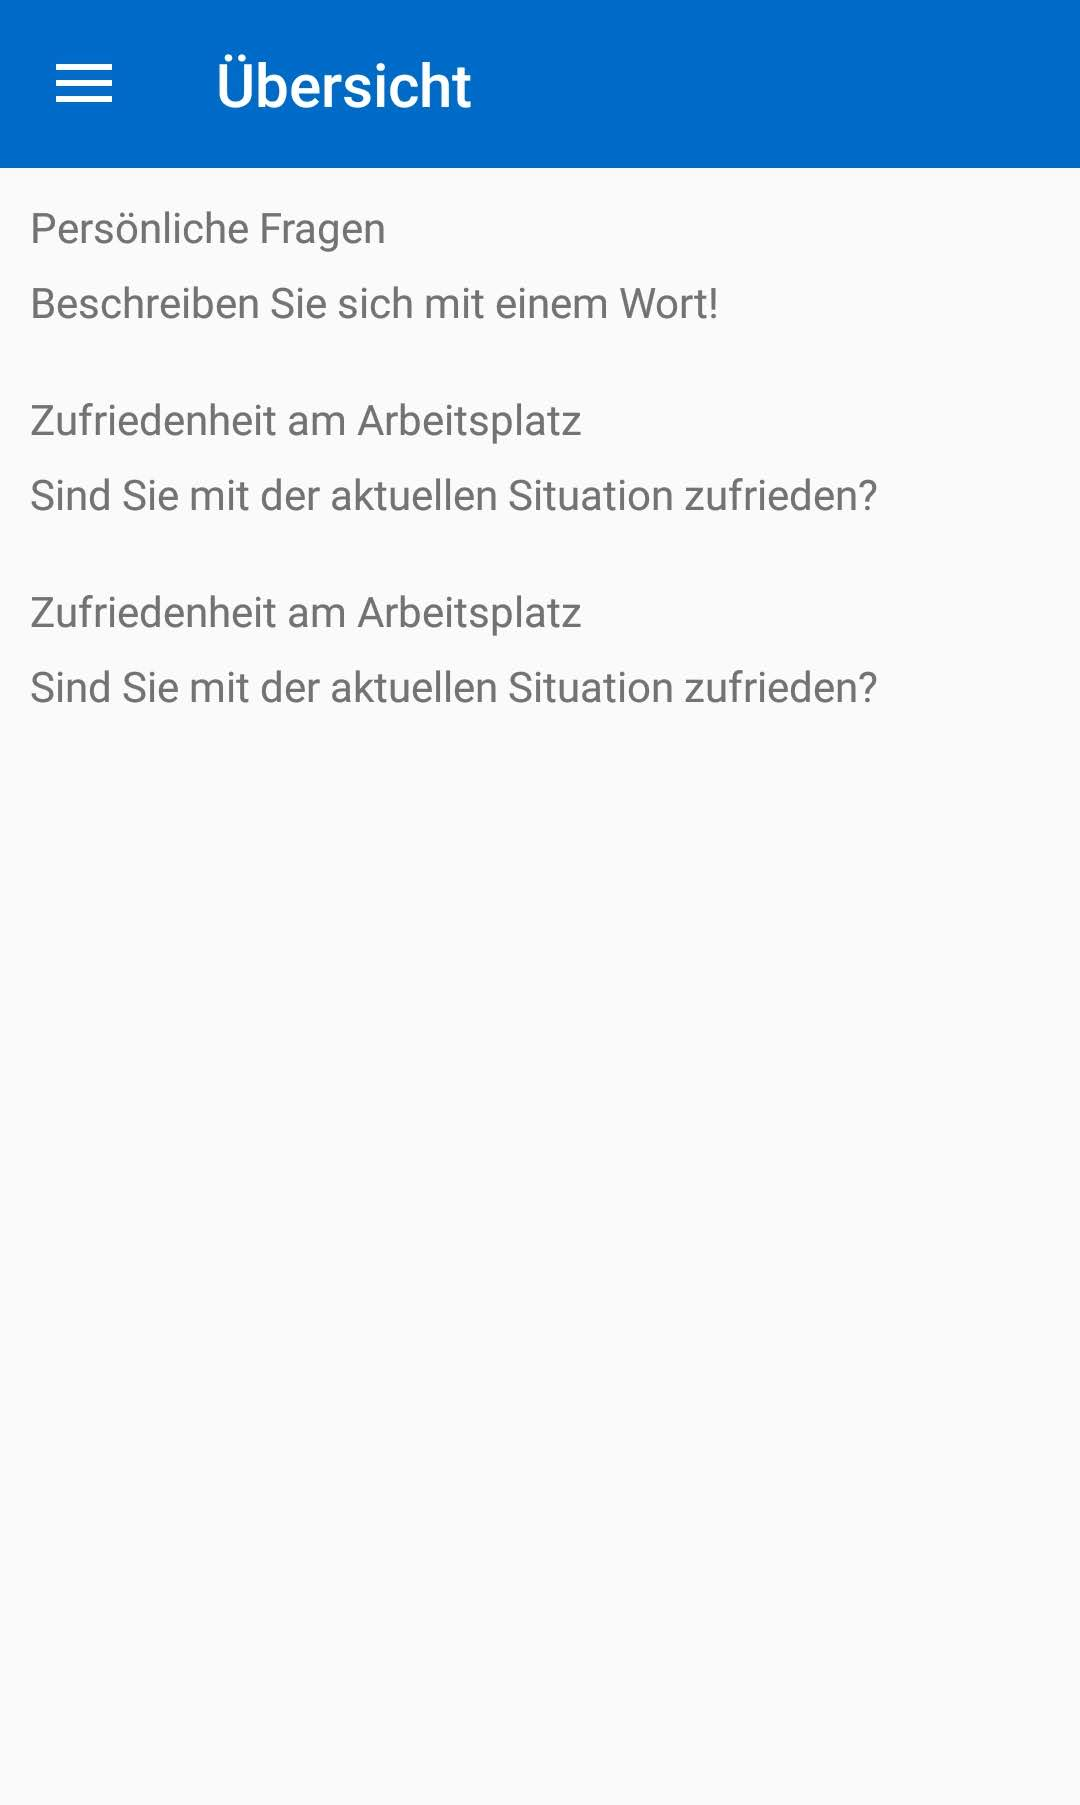 Übersicht
Persönliche Fragen
Beschreiben Sie sich mit einem Wort!
Zufriedenheit am Arbeitsplatz
Sind Sie mit der aktuellen Situation zufrieden?
Zufriedenheit am Arbeitsplatz
Sind Sie mit der aktuellen Situation zufrieden?